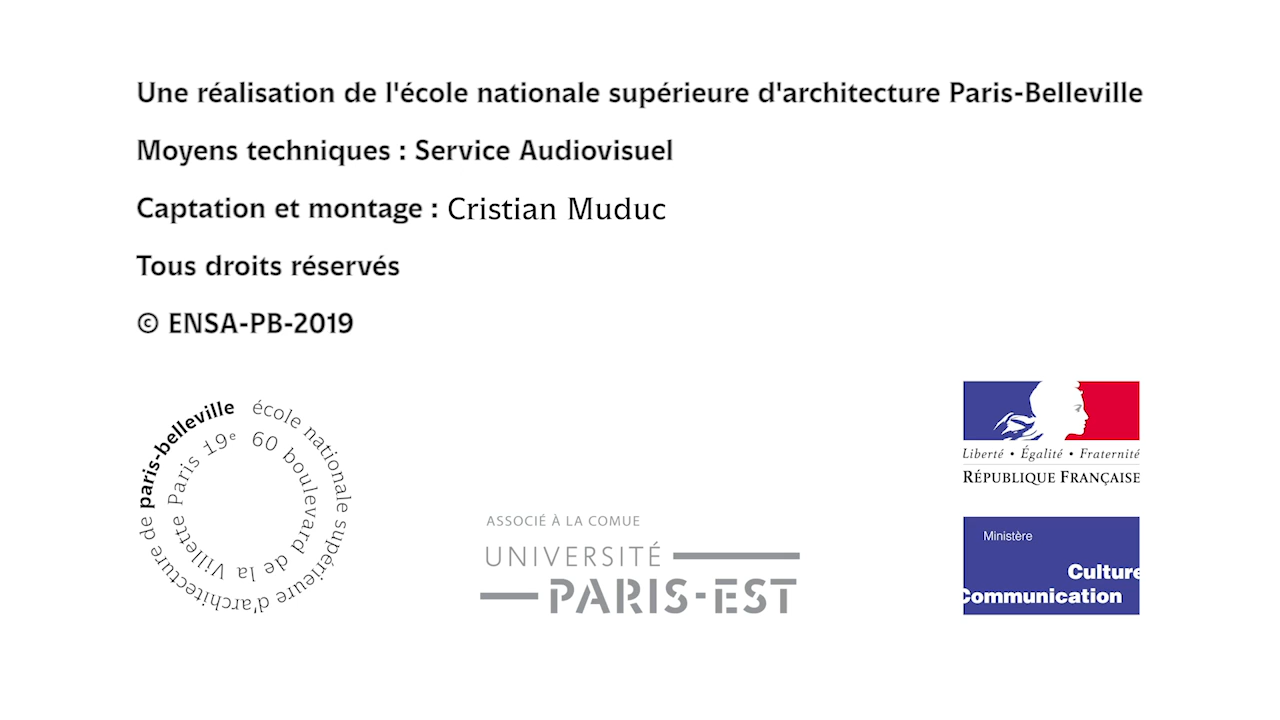 Une réalisation de l'école nationale supérieure d'architecture Paris-Belleville
Moyens techniques : Service Audiovisuel
Captation et montage : Cristian Muduc
Tous droits réservés
© ENSA-PB-2019
école nationale supérieure d'architecture de paris-belleville
60 boulevard de la Villette Paris 19e
ASSOCIÉ À LA COMUE
UNIVERSITÉ
PARIS-EST
Liberté • Égalité • Fraternité
RÉPUBLIQUE FRANÇAISE
Ministère
Culture
Communication